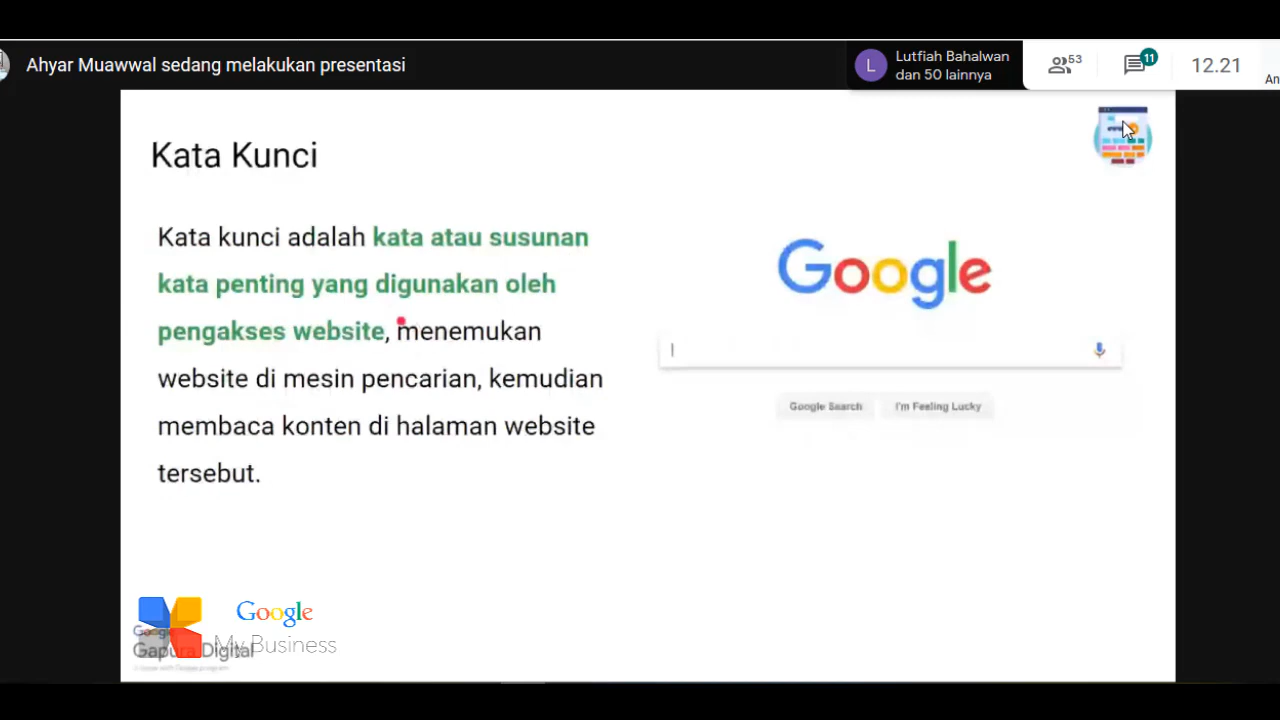 Ahyar Muawwal sedang melakukan presentasi
Lutfiah Bahalwan
dan 50 lainnya
L
53
11
12.21
An
Kata Kunci
Kata kunci adalah kata atau susunan
kata penting yang digunakan oleh
pengakses website, menemukan
website di mesin pencarian, kemudian
membaca konten di halaman website
tersebut.
Google
Google Search
I'm Feeling Lucky
Google
My Business
Google
Gapura Digital